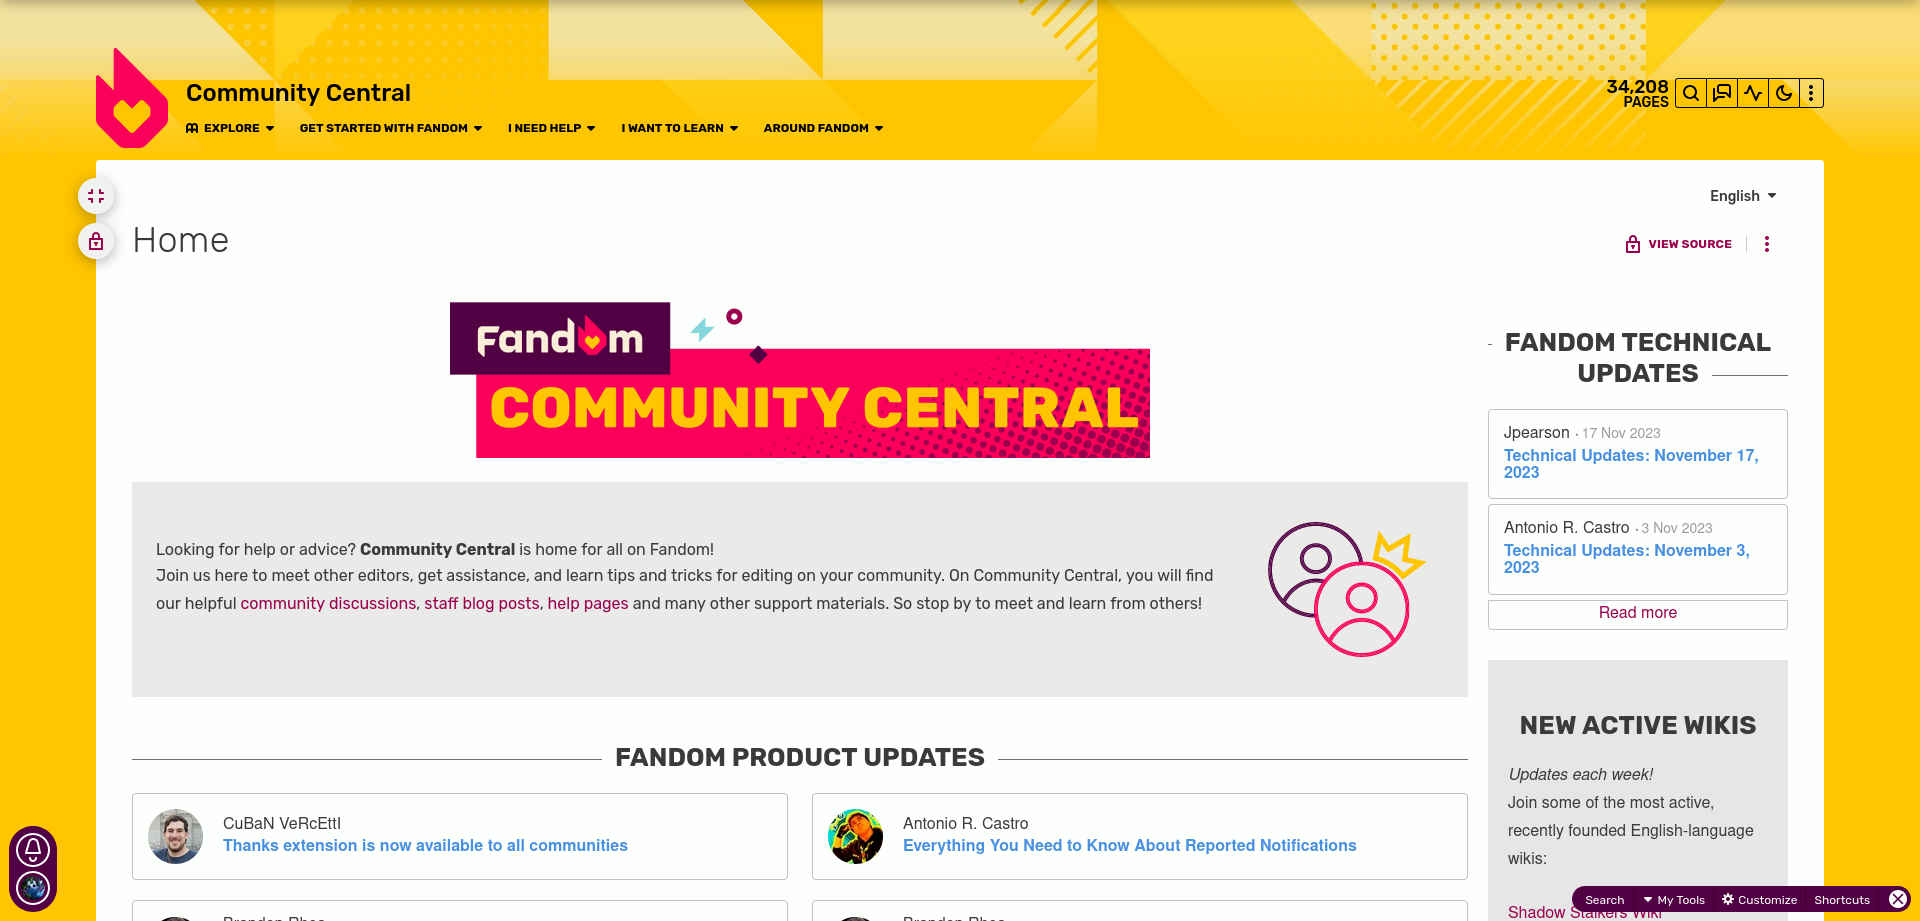 Community Central
EXPLORE
GET STARTED WITH FANDOM
I NEED HELP
I WANT TO LEARN
AROUND FANDOM
34,208
PAGES
English
Home
VIEW SOURCE
Fandom
COMMUNITY CENTRAL
Looking for help or advice? Community Central is home for all on Fandom!
Join us here to meet other editors, get assistance, and learn tips and tricks for editing on your community. On Community Central, you will find
our helpful community discussions, staff blog posts, help pages and many other support materials. So stop by to meet and learn from others!
FANDOM PRODUCT UPDATES
CuBaN VeRcEttI
Thanks extension is now available to all communities
Antonio R. Castro
Everything You Need to Know About Reported Notifications
Brandon Rhea
Brandon Rhea
FANDOM TECHNICAL
UPDATES
Jpearson • 17 Nov 2023
Technical Updates: November 17,
2023
Antonio R. Castro • 3 Nov 2023
Technical Updates: November 3,
2023
Read more
NEW ACTIVE WIKIS
Updates each week!
Join some of the most active,
recently founded English-language
wikis:
Shadow Stalkers Wiki
Search
My Tools
Customize
Shortcuts